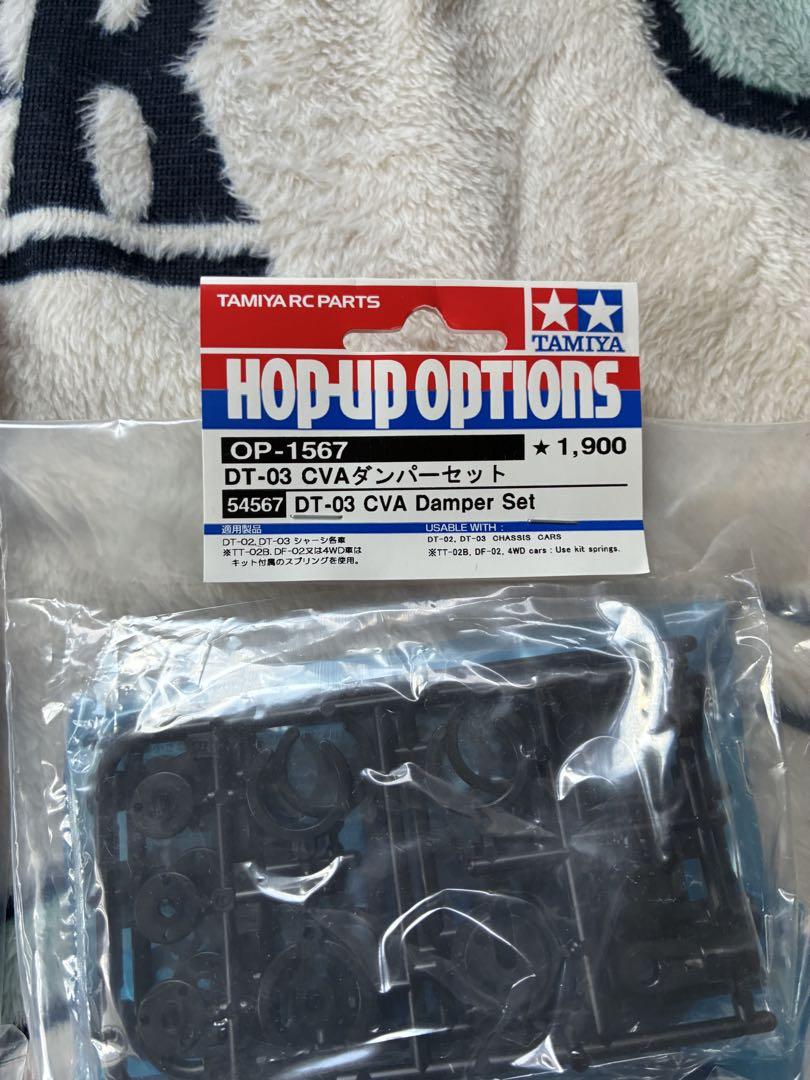 TAMIYA RC PARTS
TAMIYA
HOP-UP OPTIONS
OP-1567
★ 1,900
DT-03 CVAダンパーセット
54567 DT-03 CVA Damper Set
適用製品
DT-02, DT-03 シャーシ各車
※TT-02B, DF-02又は4WD車は
キット付属のスプリングを使用。
USABLE WITH :
DT-02, DT-03 CHASSIS CARS
※TT-02B, DF-02, 4WD cars : Use kit springs.